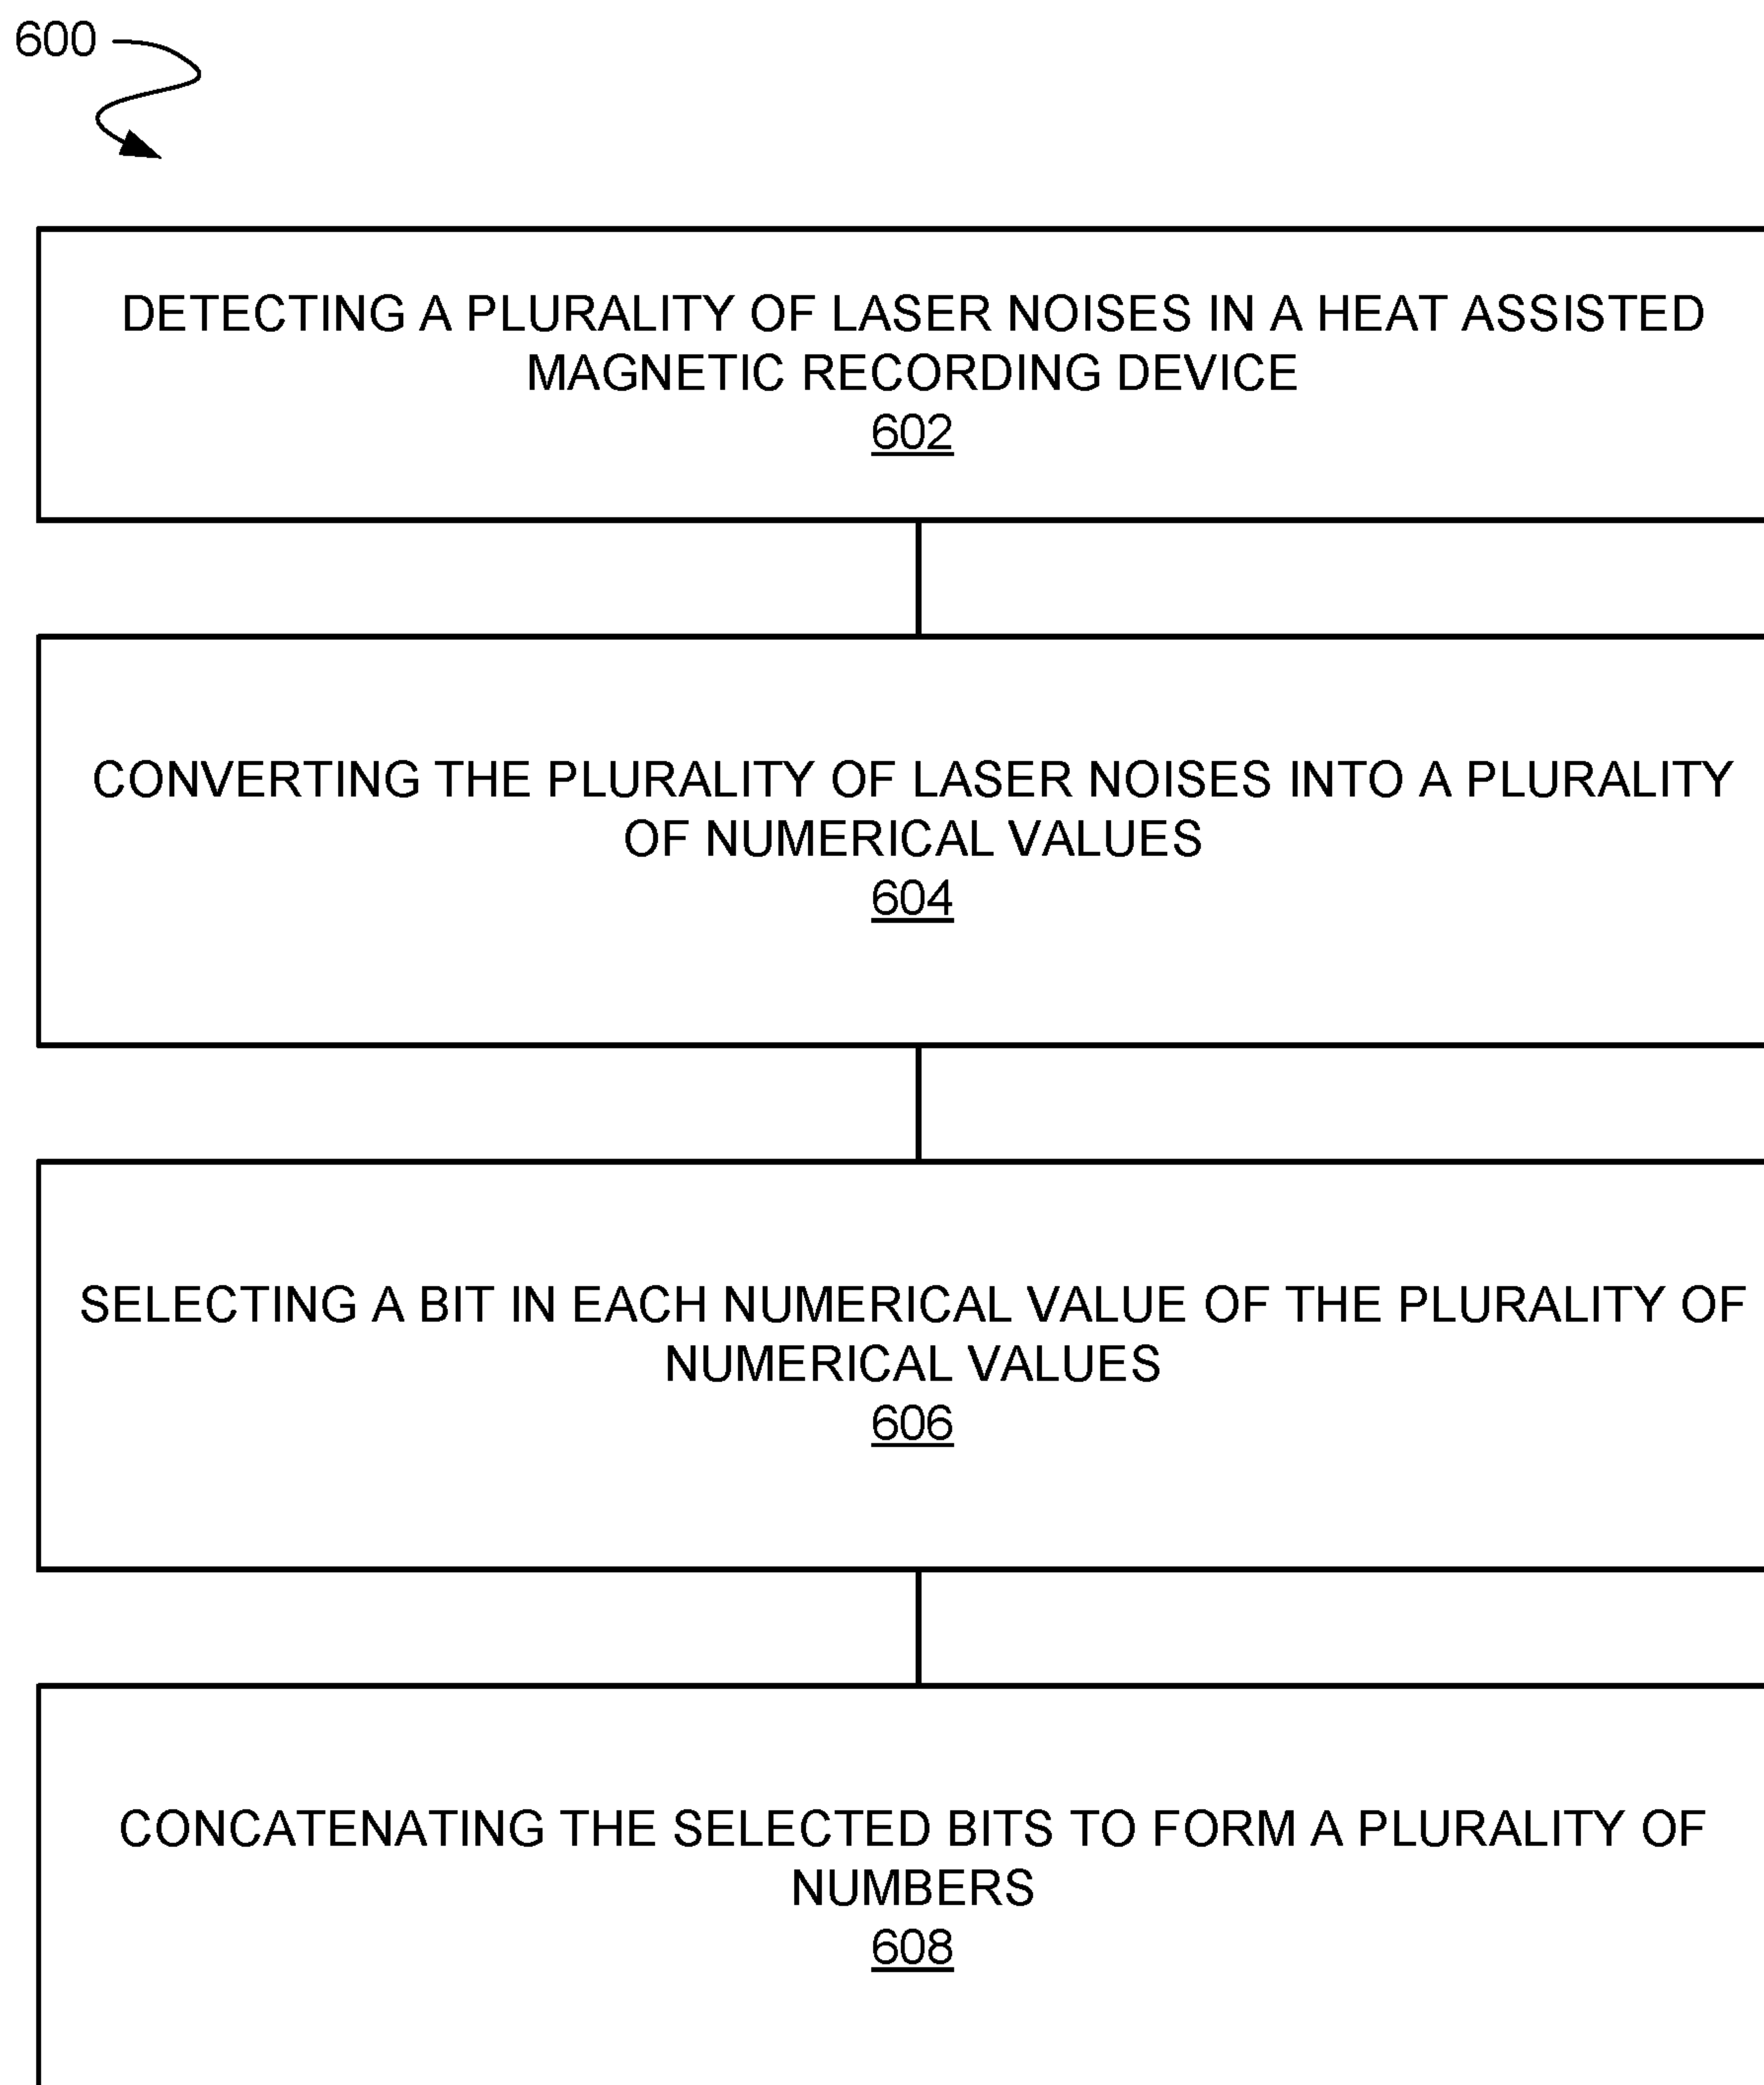 600
DETECTING A PLURALITY OF LASER NOISES IN A HEAT ASSISTED
MAGNETIC RECORDING DEVICE
602
CONVERTING THE PLURALITY OF LASER NOISES INTO A PLURALITY
OF NUMERICAL VALUES
604
SELECTING A BIT IN EACH NUMERICAL VALUE OF THE PLURALITY OF
NUMERICAL VALUES
606
CONCATENATING THE SELECTED BITS TO FORM A PLURALITY OF
NUMBERS
608